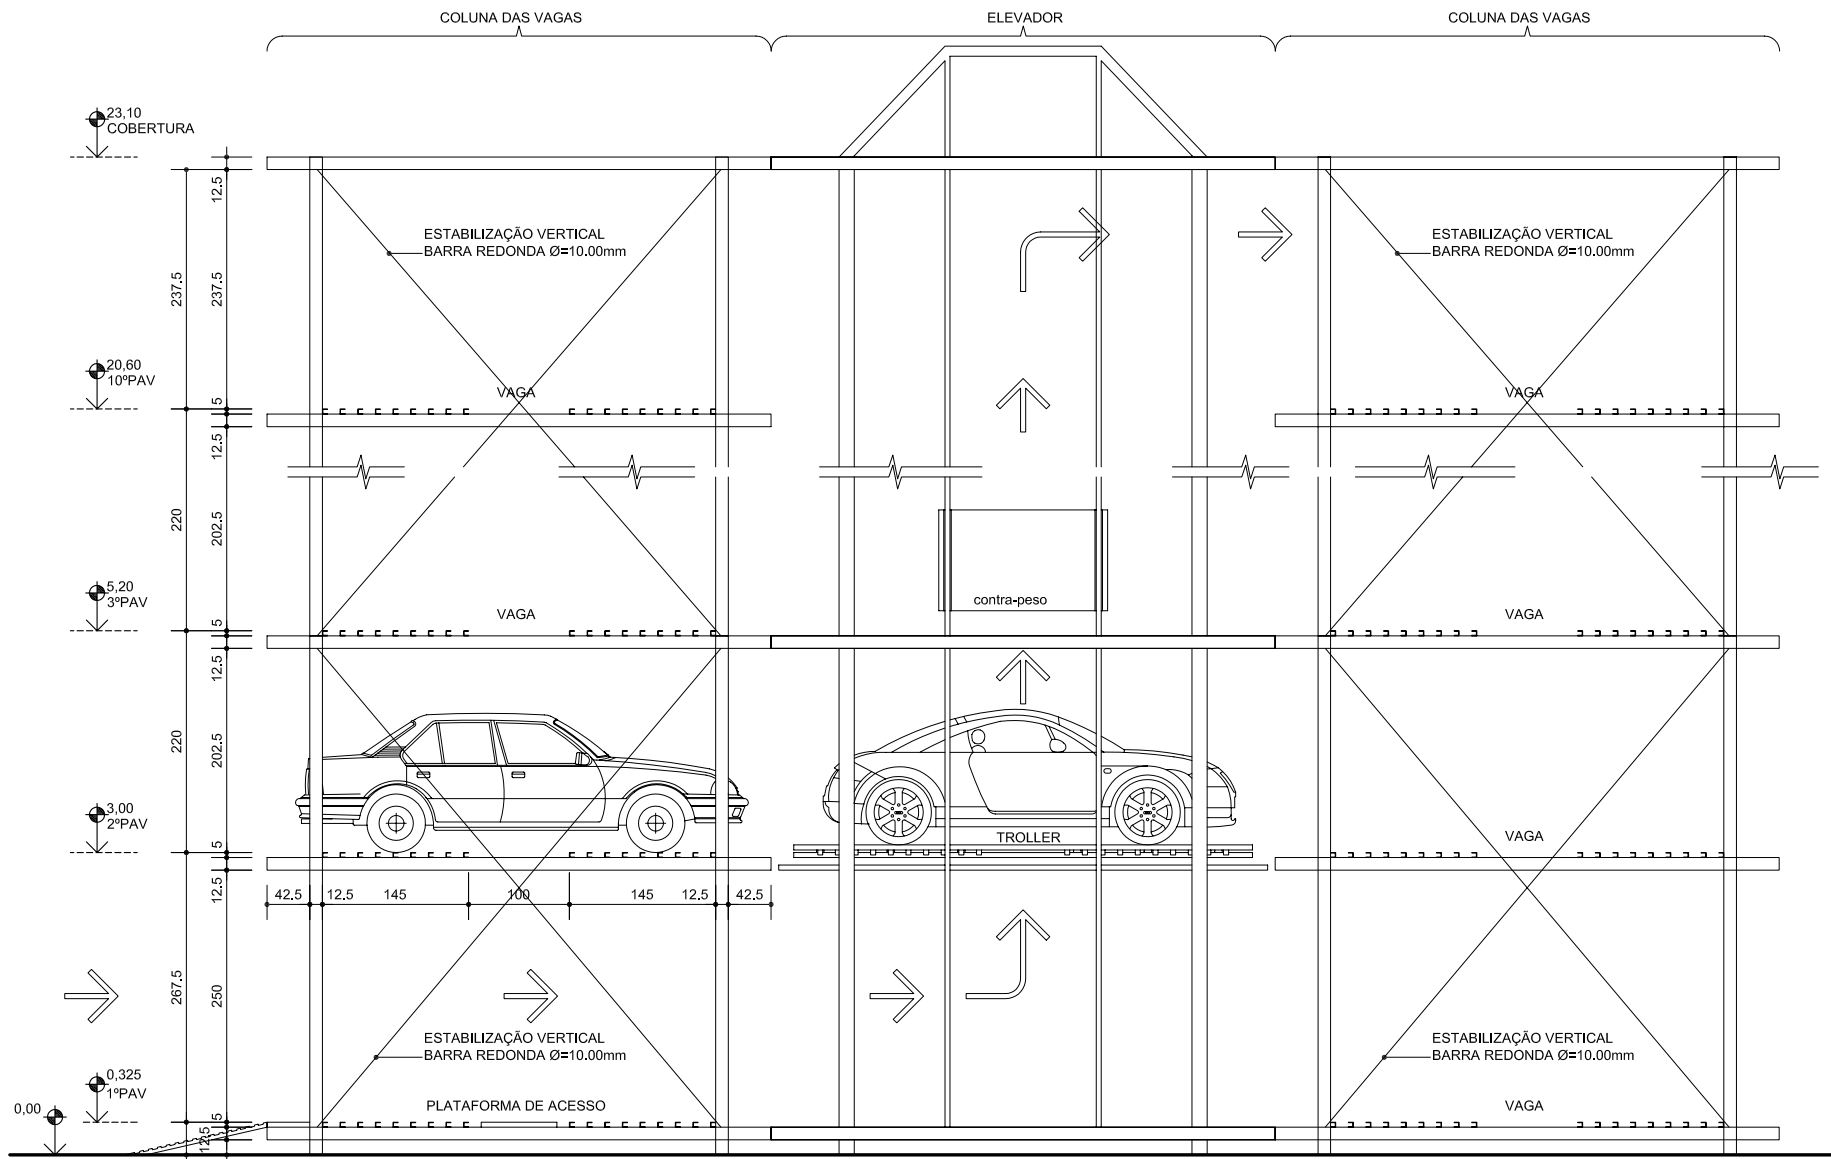 COLUNA DAS VAGAS
ELEVADOR
COLUNA DAS VAGAS
23,10
COBERTURA
12.5
ESTABILIZAÇÃO VERTICAL
BARRA REDONDA Ø=10.00mm
ESTABILIZAÇÃO VERTICAL
BARRA REDONDA Ø=10.00mm
237.5
237.5
20,60
10ºPAV
VAGA
VAGA
5
12.5
220
202.5
5,20
3ºPAV
contra-peso
VAGA
VAGA
5
12.5
220
202.5
3,00
2ºPAV
TROLLER
VAGA
5
12.5
42.5
12.5
145
100
145
12.5
42.5
267.5
250
ESTABILIZAÇÃO VERTICAL
BARRA REDONDA Ø=10.00mm
ESTABILIZAÇÃO VERTICAL
BARRA REDONDA Ø=10.00mm
0,325
1ºPAV
0,00
PLATAFORMA DE ACESSO
VAGA
5
12.5